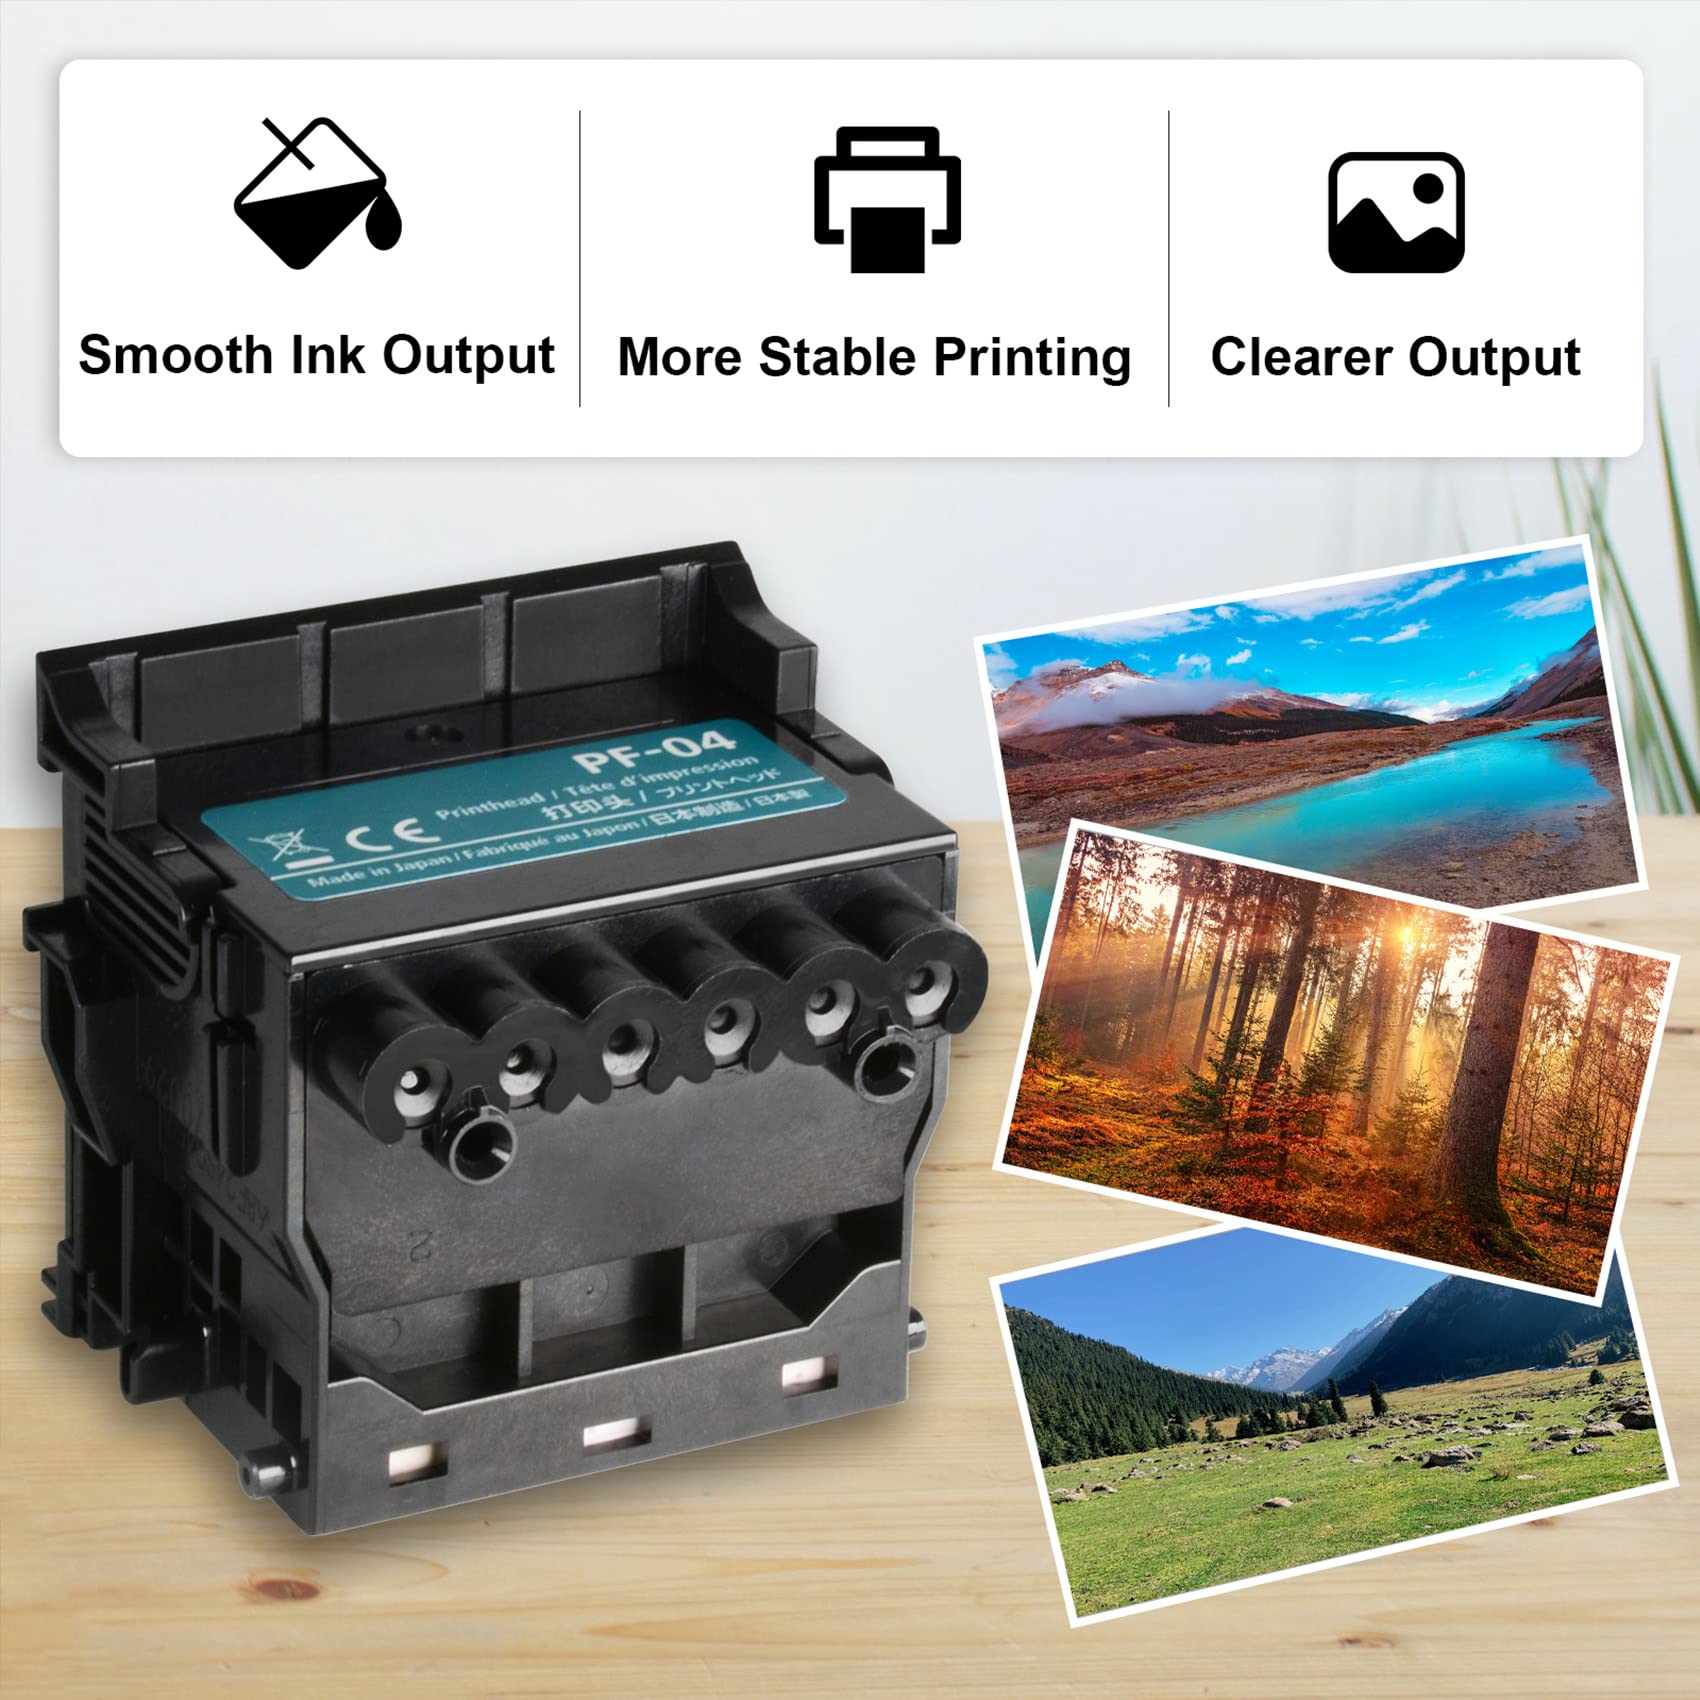 Smooth Ink Output
More Stable Printing
Clearer Output
PF-04
Printhead / Tête d'impression
打印头 / プリントヘッド
Made in Japan / Fabriqué au Japon / 日本制造 / 日本製
2